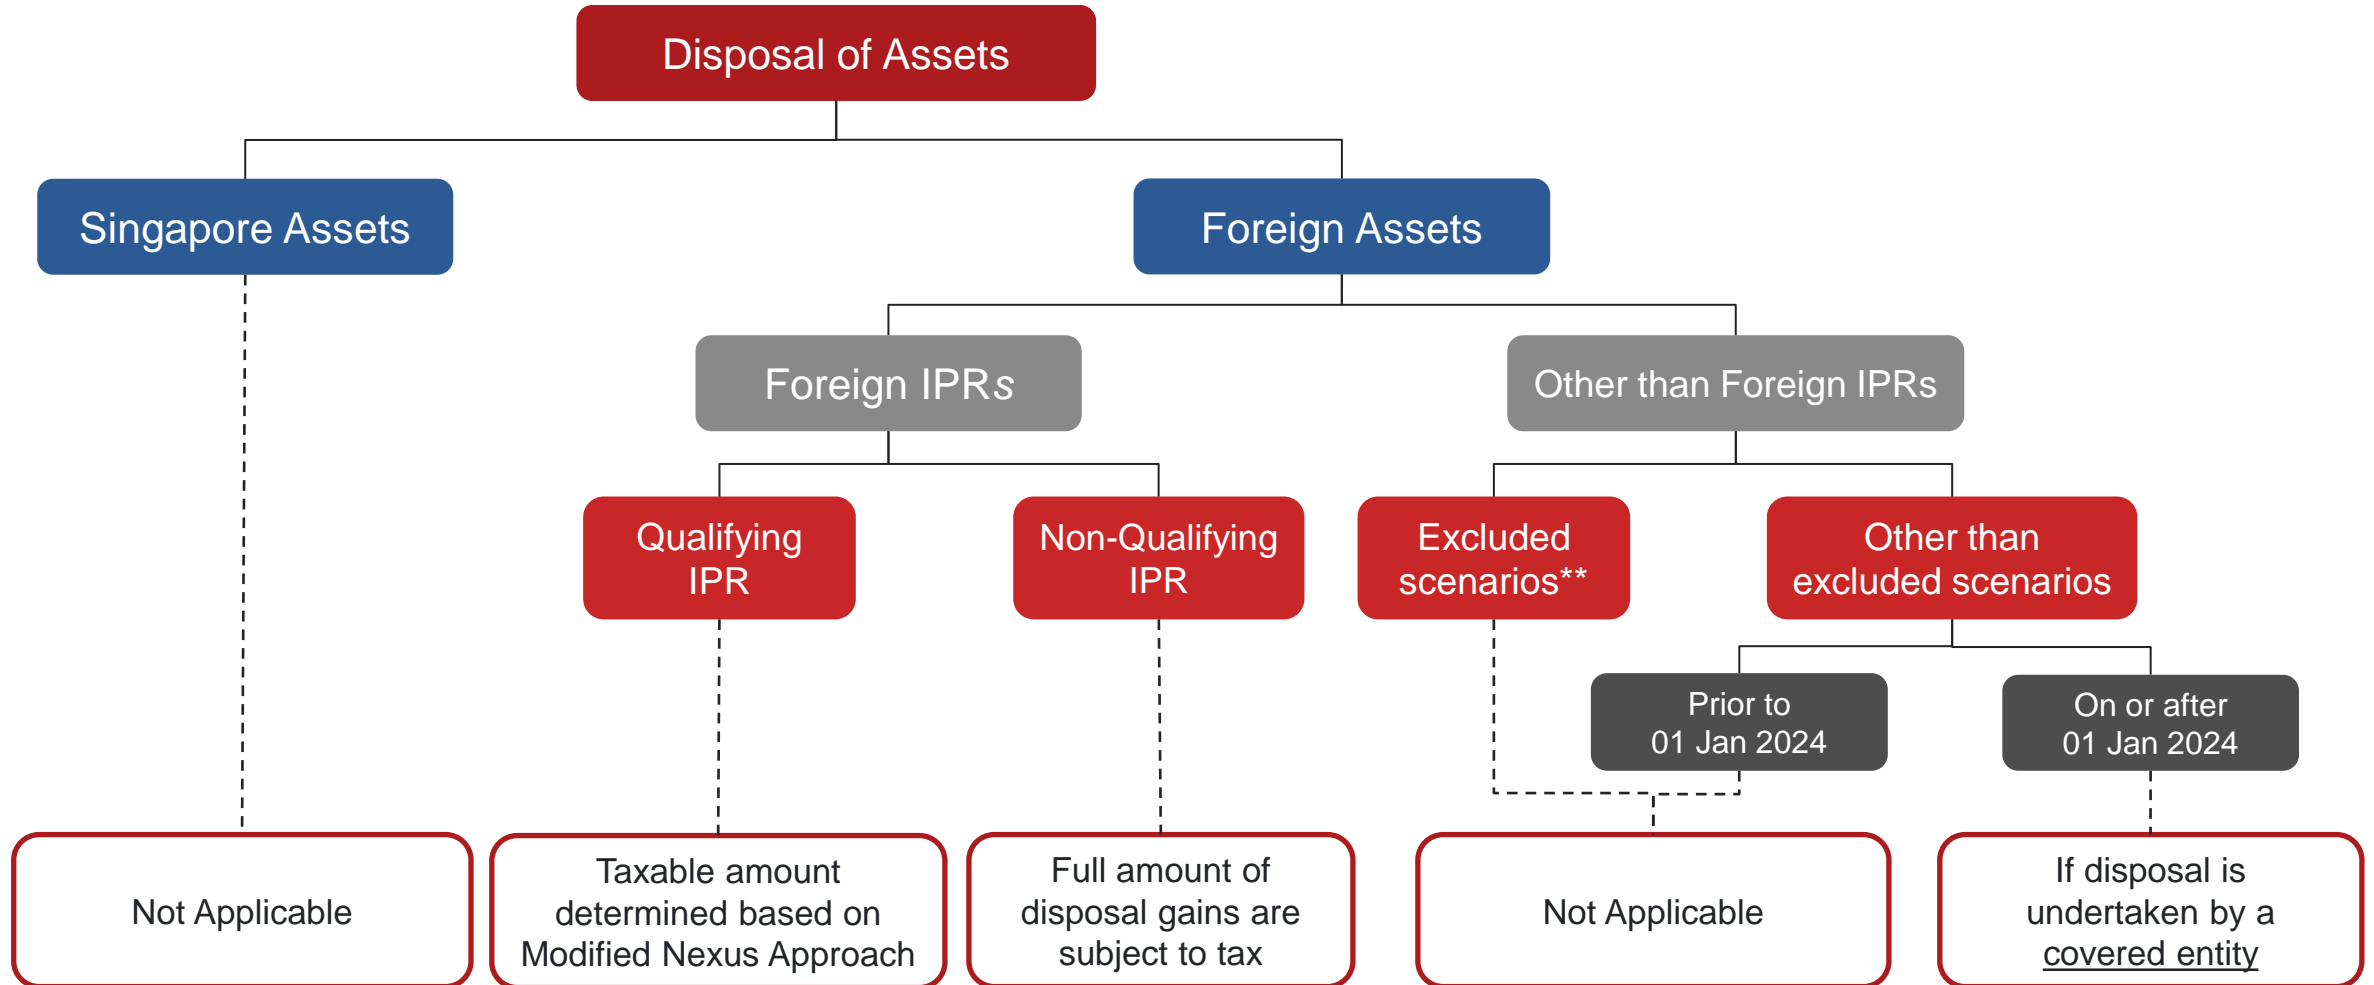 Disposal of Assets
Singapore Assets
Foreign Assets
Foreign IPRs
Other than Foreign IPRs
Qualifying
IPR
Non-Qualifying
IPR
Excluded
scenarios**
Other than
excluded scenarios
Prior to
01 Jan 2024
On or after
01 Jan 2024
Not Applicable
Taxable amount
determined based on
Modified Nexus Approach
Full amount of
disposal gains are
subject to tax
Not Applicable
If disposal is
undertaken by a
covered entity